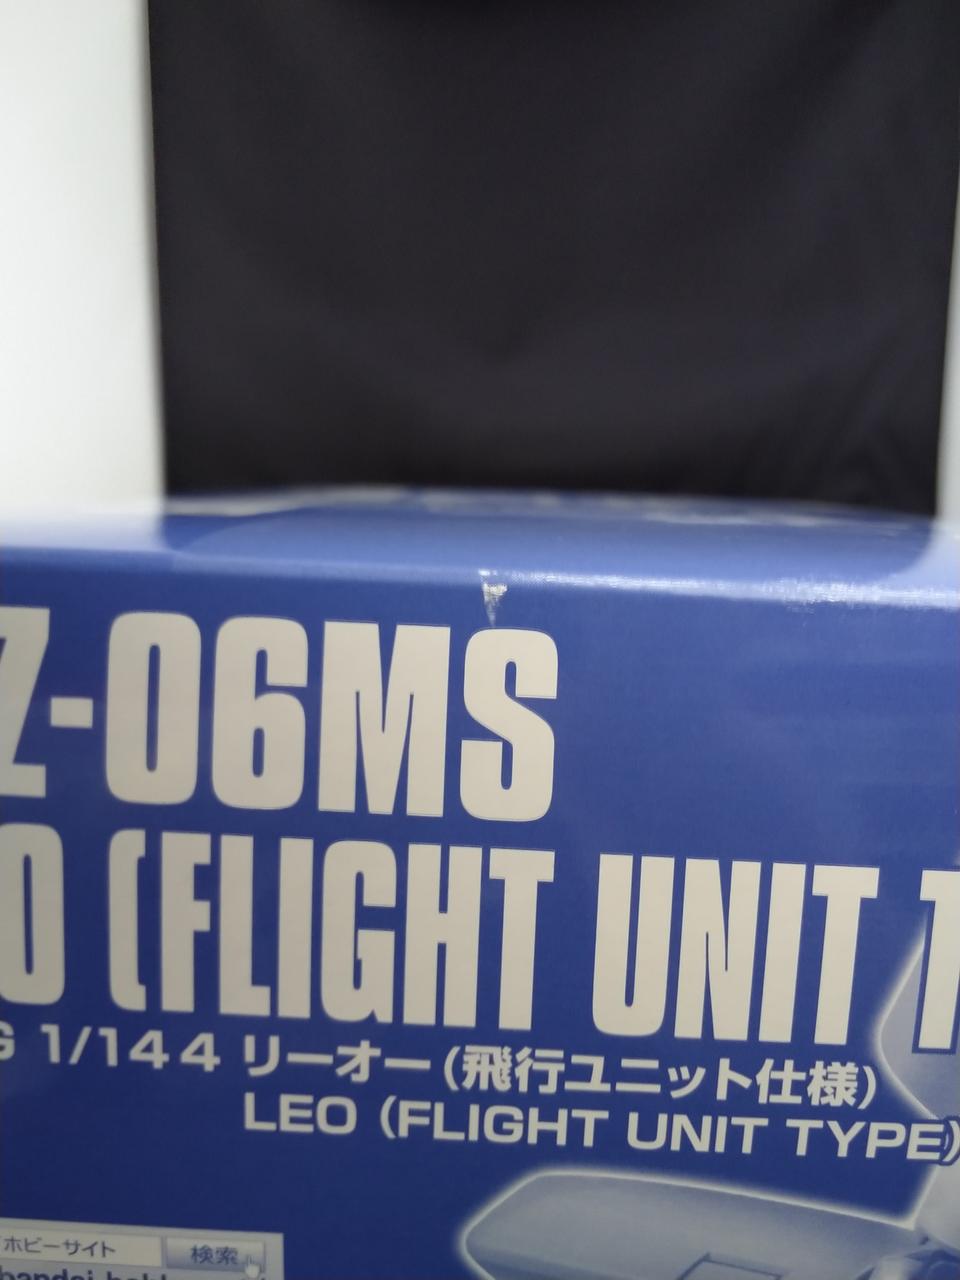 Z-06MS
O (FLIGHT UNIT T
G 1/144 リーオー(飛行ユニット仕様)
LEO (FLIGHT UNIT TYPE)
ホビーサイト 検索